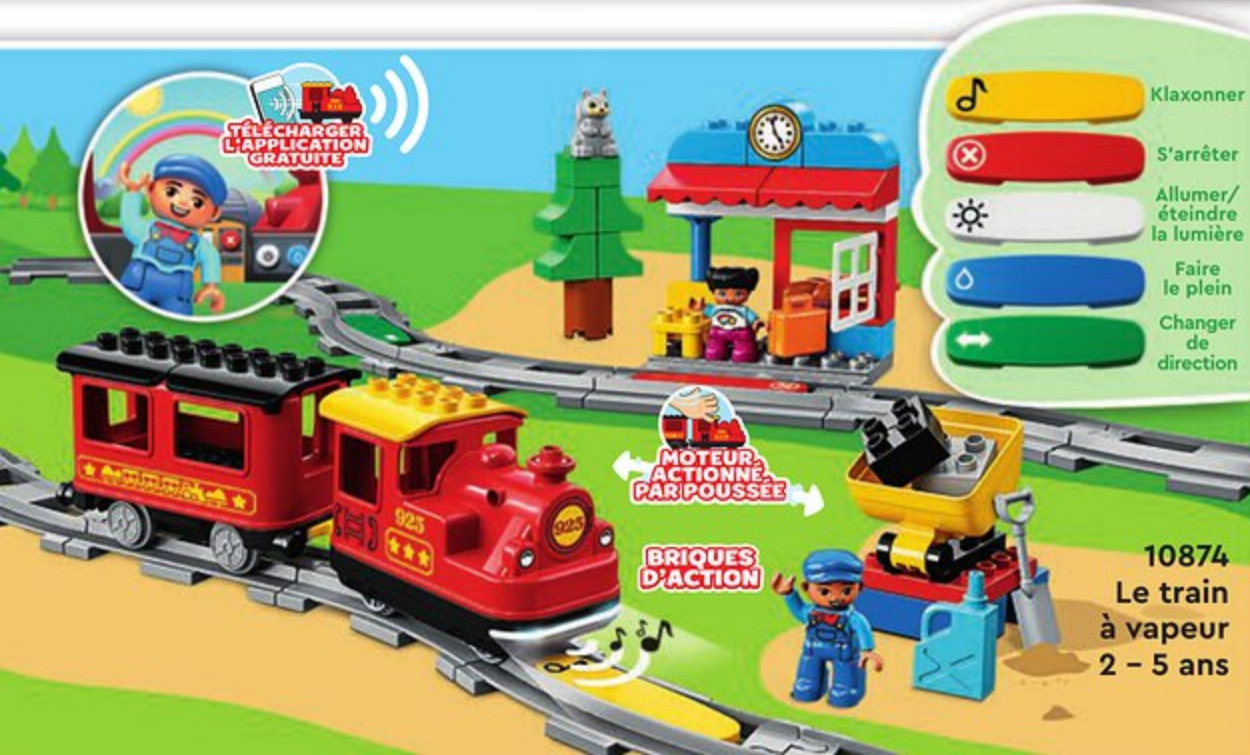 TÉLÉCHARGER
L'APPLICATION
GRATUITE
Klaxonner
S'arrêter
Allumer/
éteindre
la lumière
Faire
le plein
Changer
de
direction
MOTEUR
ACTIONNÉ
PAR POUSSÉE
925
925
BRIQUES
D'ACTION
10874
Le train
à vapeur
2 – 5 ans